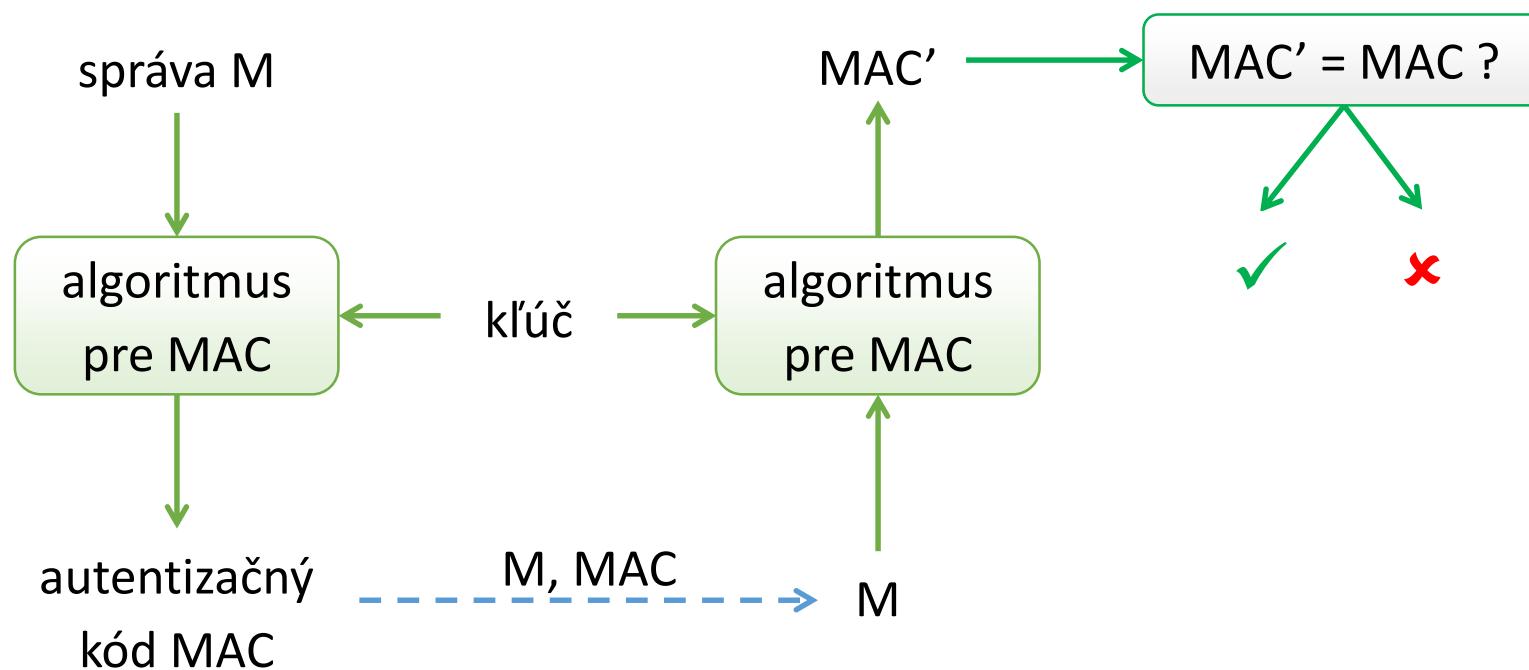 správa M
algoritmus
pre MAC
autentizačný
kód MAC
kľúč
M, MAC
M
algoritmus
pre MAC
MAC’
MAC’ = MAC ?